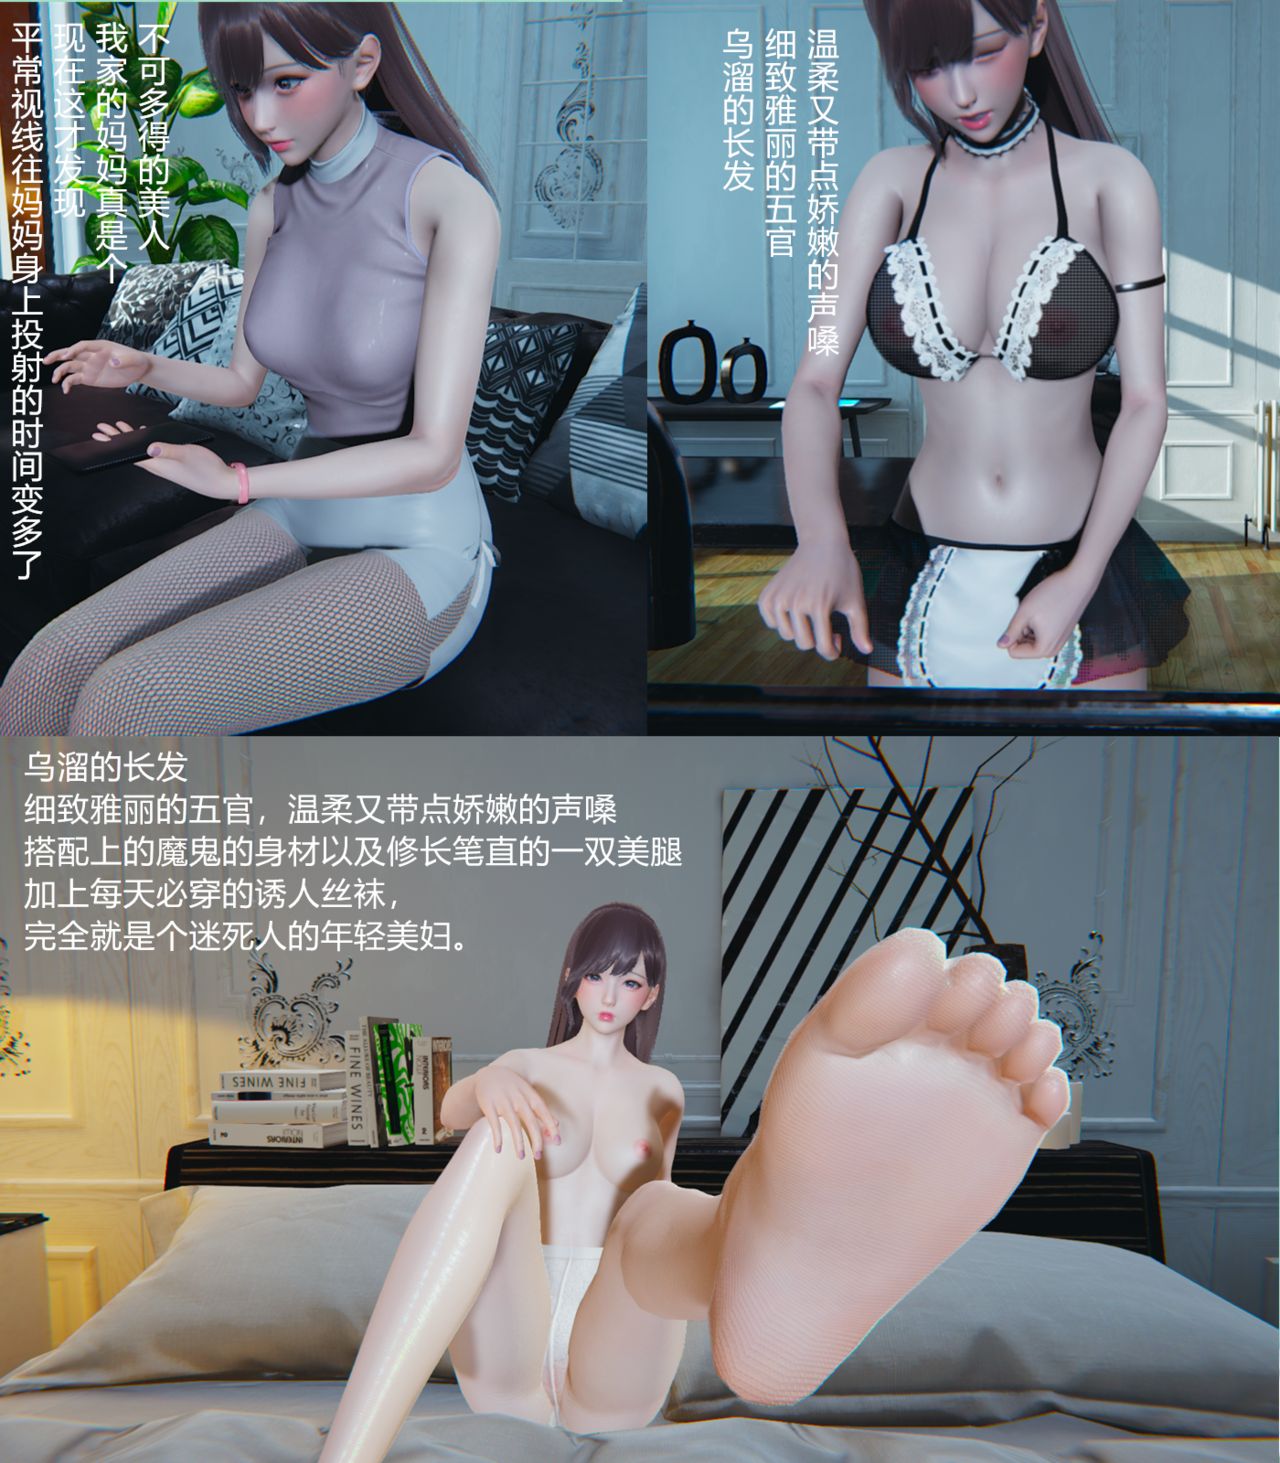 平常视线往妈妈身上投射的时间变多了
现在这才发现
我家的妈妈真是个
不可多得的美人
乌溜的长发
细致雅丽的五官
温柔又带点娇嫩的声嗓
乌溜的长发
细致雅丽的五官，温柔又带点娇嫩的声嗓
搭配上的魔鬼的身材以及修长笔直的一双美腿
加上每天必穿的诱人丝袜，
完全就是个迷死人的年轻美妇。
FINE WINES
FINE WINES
INTERIORS
INTERIORS
NOW!
2
2